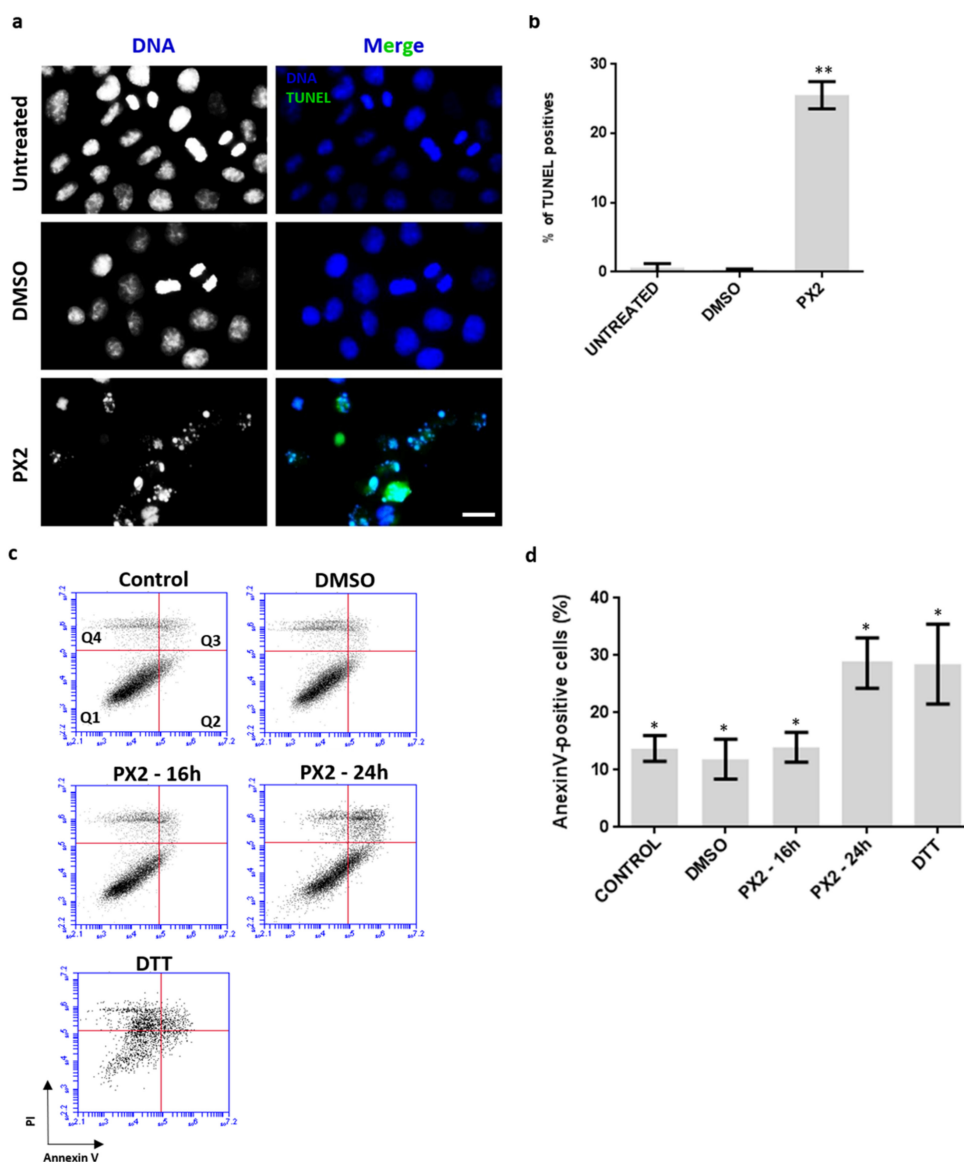 a
DNA
Merge
Untreated
DNA
TUNEL
DMSO
PX2
b
% of TUNEL positives
30
20
10
0
**
UNTREATED
DMSO
PX2
c
Control
DMSO
Q4
Q3
Q1
Q2
PX2 - 16h
PX2 - 24h
DTT
PI
Annexin V
d
AnexinV-positive cells (%)
40
30
20
10
0
*
*
*
*
*
CONTROL
DMSO
PX2 - 16h
PX2 - 24h
DTT